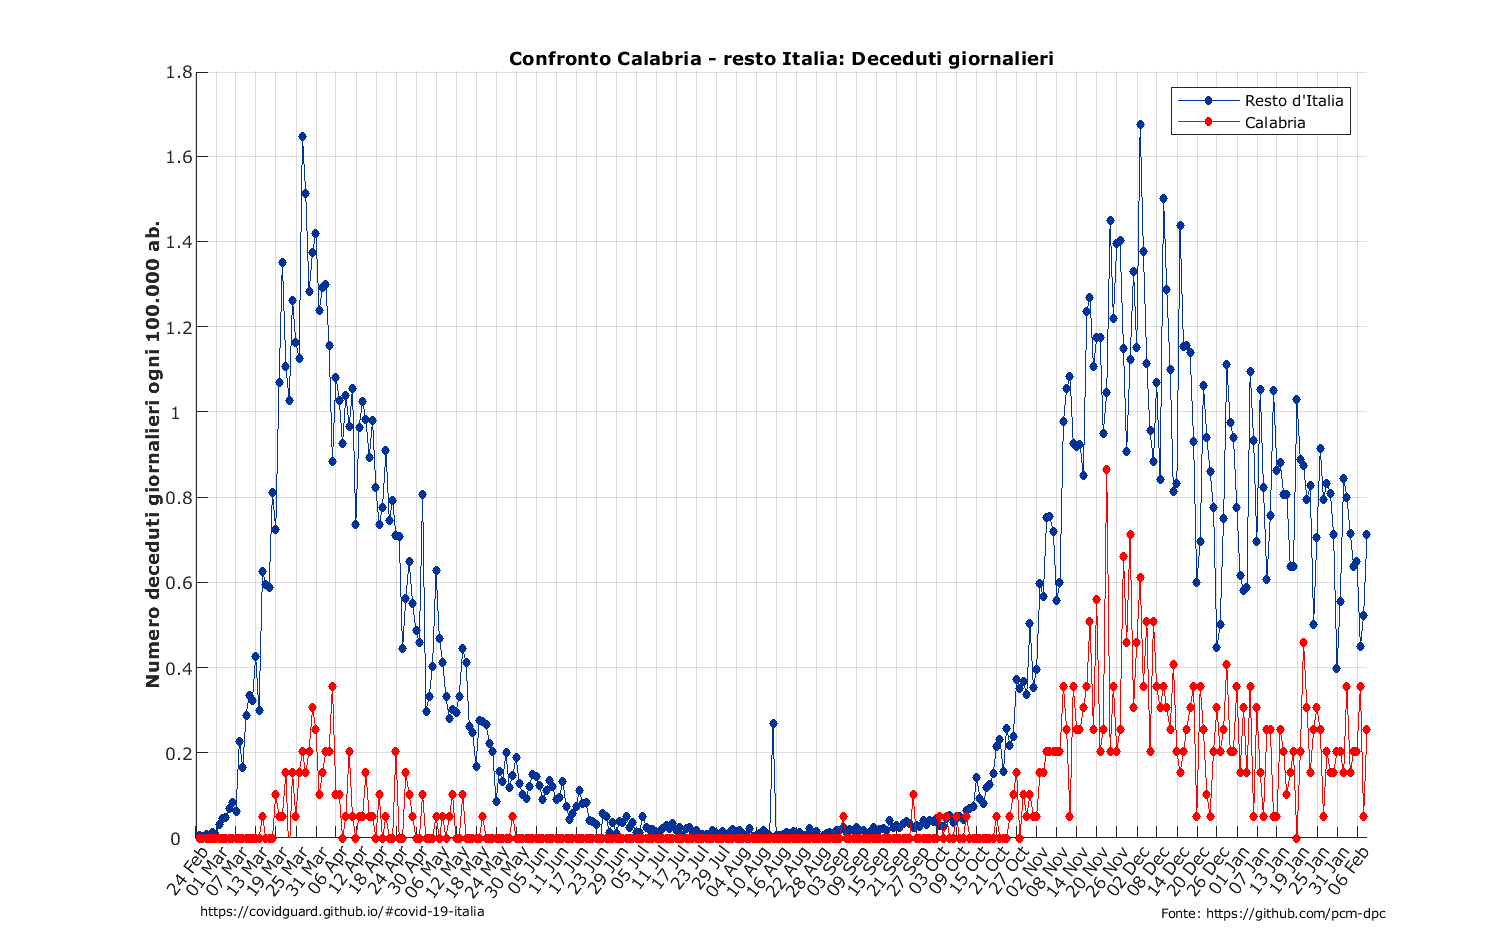 Confronto Calabria - resto Italia: Deceduti giornalieri
Numero deceduti giornalieri ogni 100.000 ab.
1.8
1.6
1.4
1.2
1
0.8
0.6
0.4
0.2
0
Resto d'Italia
Calabria
24 Feb
01 Mar
07 Mar
13 Mar
19 Mar
25 Mar
31 Mar
06 Apr
12 Apr
18 Apr
24 Apr
30 Apr
06 May
12 May
18 May
24 May
30 May
05 Jun
11 Jun
17 Jun
23 Jun
29 Jun
05 Jul
11 Jul
17 Jul
23 Jul
29 Jul
04 Aug
10 Aug
16 Aug
22 Aug
28 Aug
03 Sep
09 Sep
15 Sep
21 Sep
27 Sep
03 Oct
09 Oct
15 Oct
21 Oct
27 Oct
02 Nov
08 Nov
14 Nov
20 Nov
26 Nov
02 Dec
08 Dec
14 Dec
20 Dec
26 Dec
01 Jan
07 Jan
13 Jan
19 Jan
25 Jan
31 Jan
06 Feb
https://covidguard.github.io/#covid-19-italia
Fonte: https://github.com/pcm-dpc